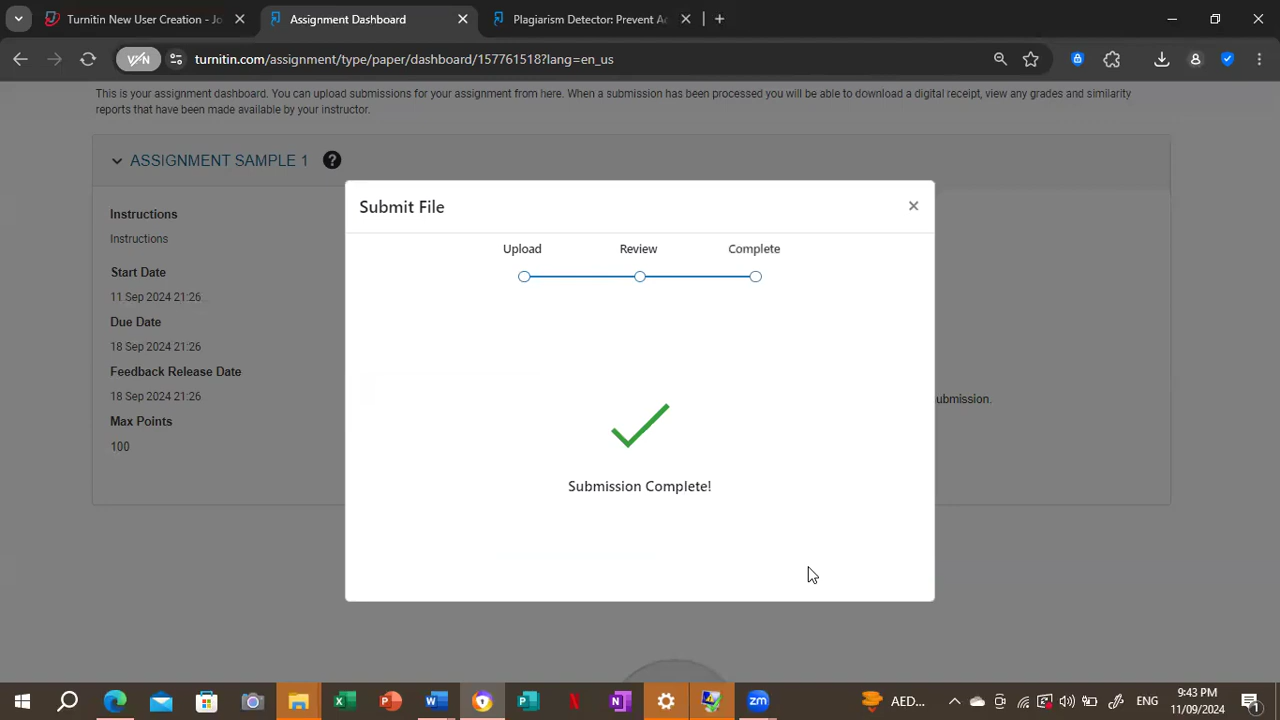 Turnitin New User Creation - Jo
Assignment Dashboard
Plagiarism Detector: Prevent Ac
VPN
turnitin.com/assignment/type/paper/dashboard/157761518?lang=en_us
This is your assignment dashboard. You can upload submissions for your assignment from here. When a submission has been processed you will be able to download a digital receipt, view any grades and similarity
reports that have been made available by your instructor.
ASSIGNMENT SAMPLE 1 ?
Submit File
Upload Review Complete
Submission Complete!
Instructions
Instructions
Start Date
11 Sep 2024 21:26
Due Date
18 Sep 2024 21:26
Feedback Release Date
18 Sep 2024 21:26
Max Points
100
ubmission.
AED...
ENG
9:43 PM
11/09/2024
1